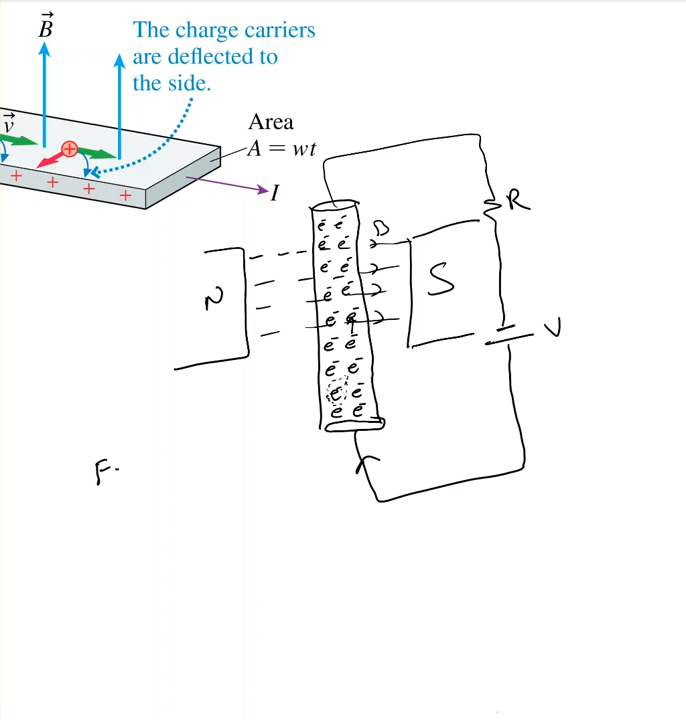 B
The charge carriers
are deflected to
the side.
v
Area
A = wt
+ + + +
I
R
B
N
S
V
e⁻ e⁻
e⁻ e⁻
e⁻ e⁻
e⁻ e⁻
e⁻ e⁻
e⁻ e⁻
e⁻ e⁻
e⁻ e⁻
e⁻ e⁻
F.